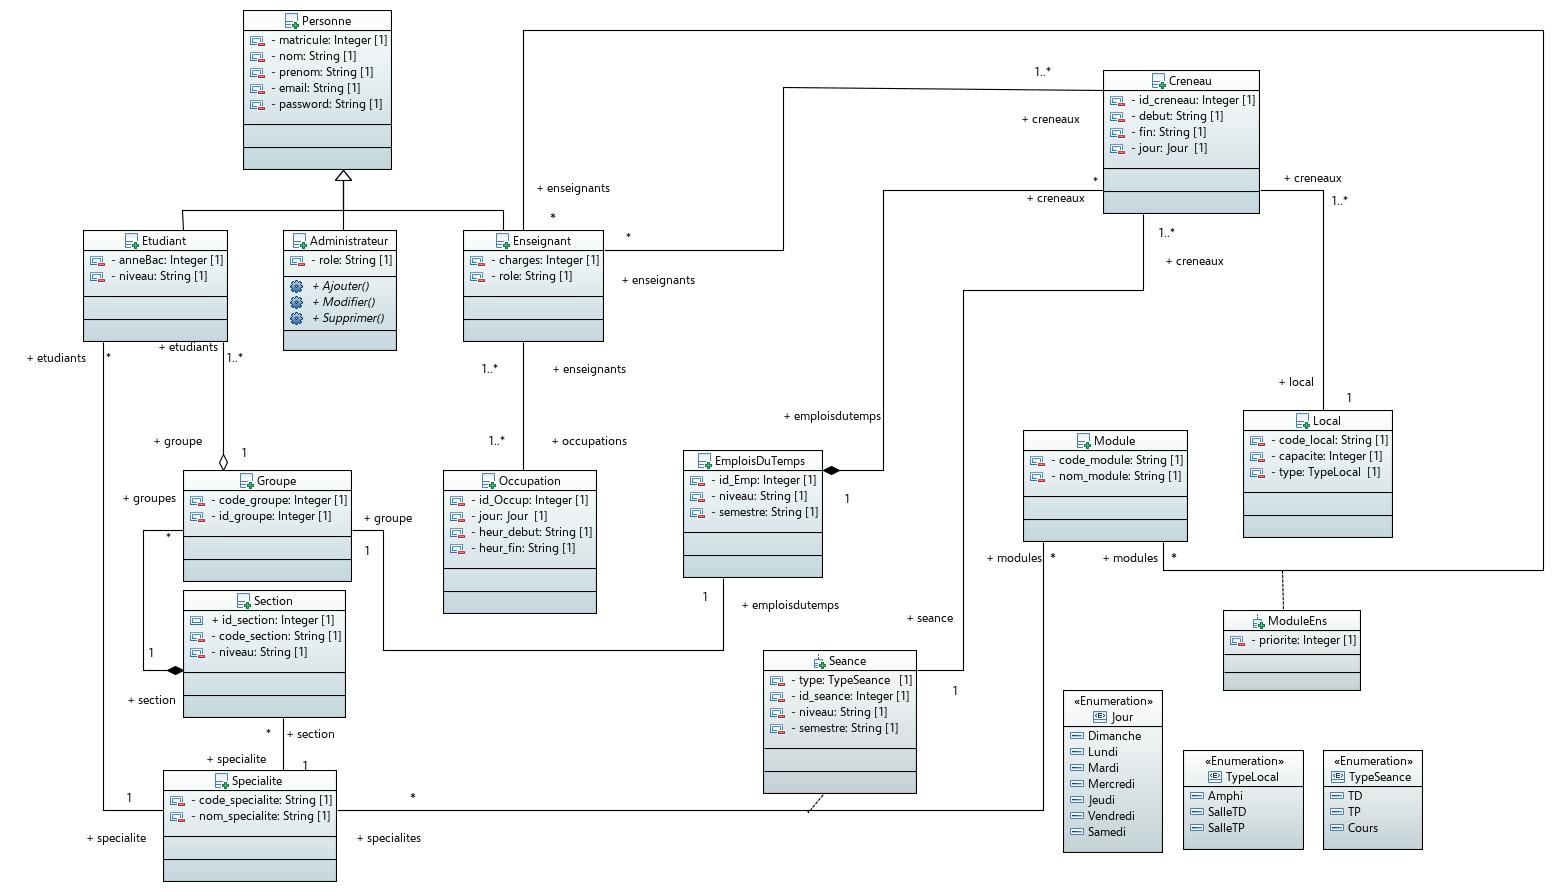 Personne
- matricule: Integer [1]
- nom: String [1]
- prenom: String [1]
- email: String [1]
- password: String [1]
Etudiant
- anneBac: Integer [1]
- niveau: String [1]
Administrateur
- role: String [1]
+ Ajouter()
+ Modifier()
+ Supprimer()
+ enseignants
*
Enseignant
- charges: Integer [1]
- role: String [1]
*
+ enseignants
1..*
+ creneaux
Creneau
- id_creneau: Integer [1]
- debut: String [1]
- fin: String [1]
- jour: Jour [1]
*
+ creneaux
+ creneaux
1..*
1..*
+ creneaux
+ etudiants
*
+ etudiants
1..*
1..*
+ enseignants
+ local
1
+ emploisdutemps
1
+ groupe
1
1..*
+ occupations
Local
- code_local: String [1]
- capacite: Integer [1]
- type: TypeLocal [1]
Module
- code_module: String [1]
- nom_module: String [1]
EmploisDuTemps
- id_Emp: Integer [1]
- niveau: String [1]
- semestre: String [1]
Groupe
- code_groupe: Integer [1]
- id_groupe: Integer [1]
+ groupes
*
+ groupe
1
Occupation
- id_Occup: Integer [1]
- jour: Jour [1]
- heur_debut: String [1]
- heur_fin: String [1]
+ modules
*
+ modules
*
1
+ emploisdutemps
Section
+ id_section: Integer [1]
- code_section: String [1]
- niveau: String [1]
1
+ section
+ seance
1
Seance
- type: TypeSeance [1]
- id_seance: Integer [1]
- niveau: String [1]
- semestre: String [1]
ModuleEns
- priorite: Integer [1]
*
+ section
+ specialite
1
Specialite
- code_specialite: String [1]
- nom_specialite: String [1]
1
+ specialite
*
+ specialites
«Enumeration»
Jour
Dimanche
Lundi
Mardi
Mercredi
Jeudi
Vendredi
Samedi
«Enumeration»
TypeLocal
Amphi
SalleTD
SalleTP
«Enumeration»
TypeSeance
TD
TP
Cours